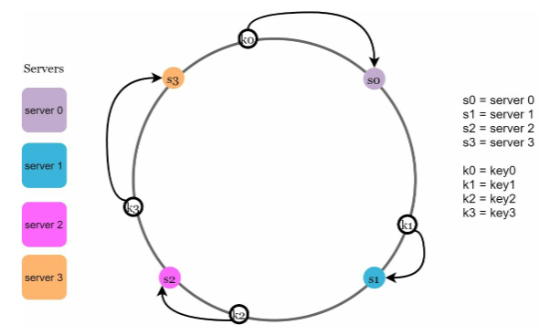 Servers
server 0
server 1
server 2
server 3
k0
s3
s0
k3
k1
s2
s1
k2
s0 = server 0
s1 = server 1
s2 = server 2
s3 = server 3
k0 = key0
k1 = key1
k2 = key2
k3 = key3